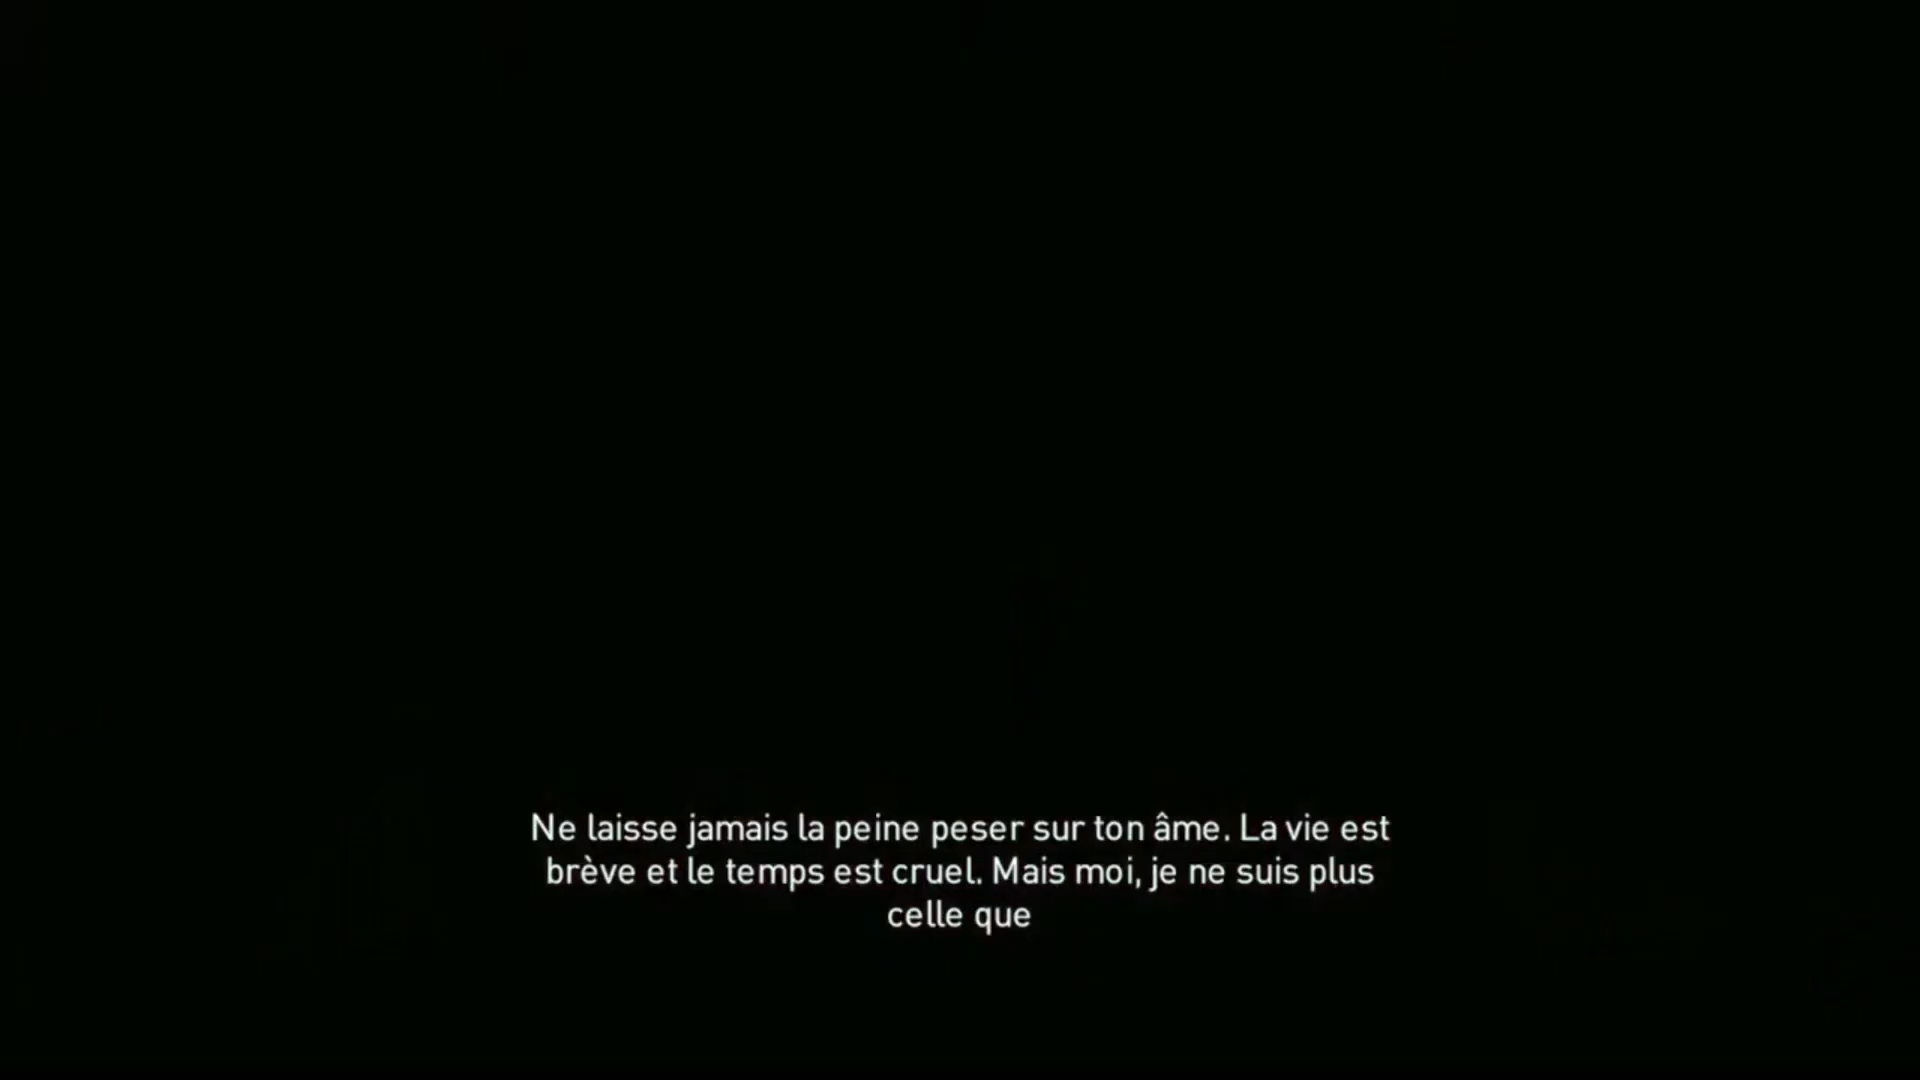 Ne laisse jamais la peine peser sur ton âme. La vie est
brève et le temps est cruel. Mais moi, je ne suis plus
celle que